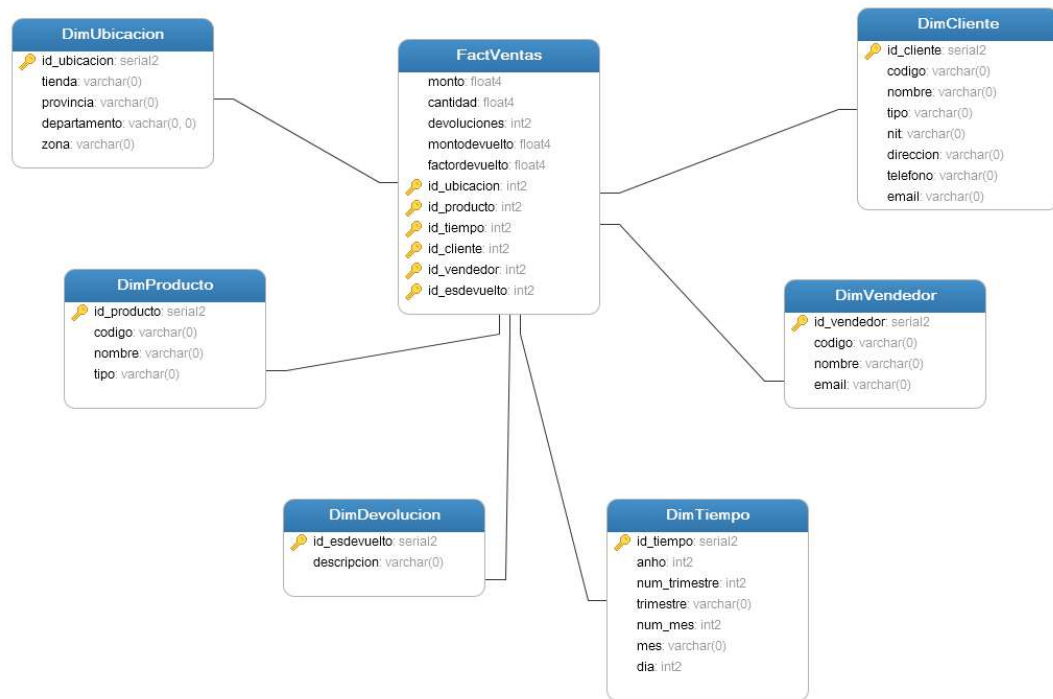 DimUbicacion
id_ubicacion: serial2
tienda: varchar(0)
provincia: varchar(0)
departamento: vachar(0, 0)
zona: varchar(0)
FactVentas
monto: float4
cantidad: float4
devoluciones: int2
montodevuelto: float4
factordevuelto: float4
id_ubicacion: int2
id_producto: int2
id_tiempo: int2
id_cliente: int2
id_vendedor: int2
id_esdevuelto: int2
DimCliente
id_cliente: serial2
codigo: varchar(0)
nombre: varchar(0)
tipo: varchar(0)
nit: varchar(0)
direccion: varchar(0)
telefono: varchar(0)
email: varchar(0)
DimProducto
id_producto: serial2
codigo: varchar(0)
nombre: varchar(0)
tipo: varchar(0)
DimVendedor
id_vendedor: serial2
codigo: varchar(0)
nombre: varchar(0)
email: varchar(0)
DimDevolucion
id_esdevuelto: serial2
descripcion: varchar(0)
DimTiempo
id_tiempo: serial2
anho: int2
num_trimestre: int2
trimestre: varchar(0)
num_mes: int2
mes: varchar(0)
dia: int2